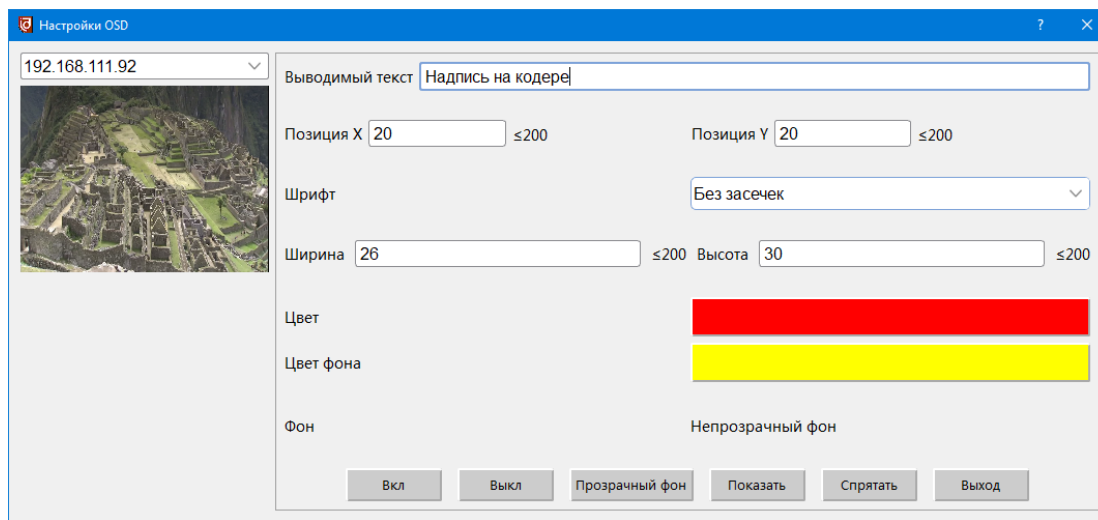 Настройки OSD
? ×
192.168.111.92
Выводимый текст Надпись на кодере
Позиция X 20 ≤200 Позиция Y 20 ≤200
Шрифт Без засечек
Ширина 26 ≤200 Высота 30 ≤200
Цвет
Цвет фона
Фон Непрозрачный фон
Вкл Выкл Прозрачный фон Показать Спрятать Выход